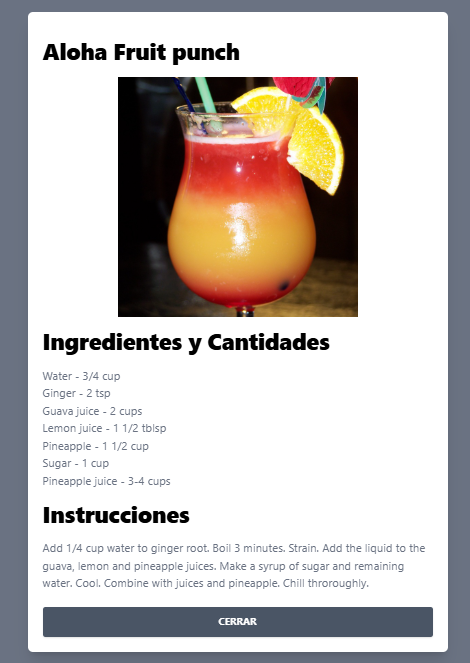 Aloha Fruit punch
Ingredientes y Cantidades
Water - 3/4 cup
Ginger - 2 tsp
Guava juice - 2 cups
Lemon juice - 1 1/2 tblsp
Pineapple - 1 1/2 cup
Sugar - 1 cup
Pineapple juice - 3-4 cups
Instrucciones
Add 1/4 cup water to ginger root. Boil 3 minutes. Strain. Add the liquid to the
guava, lemon and pineapple juices. Make a syrup of sugar and remaining
water. Cool. Combine with juices and pineapple. Chill throroughly.
CERRAR